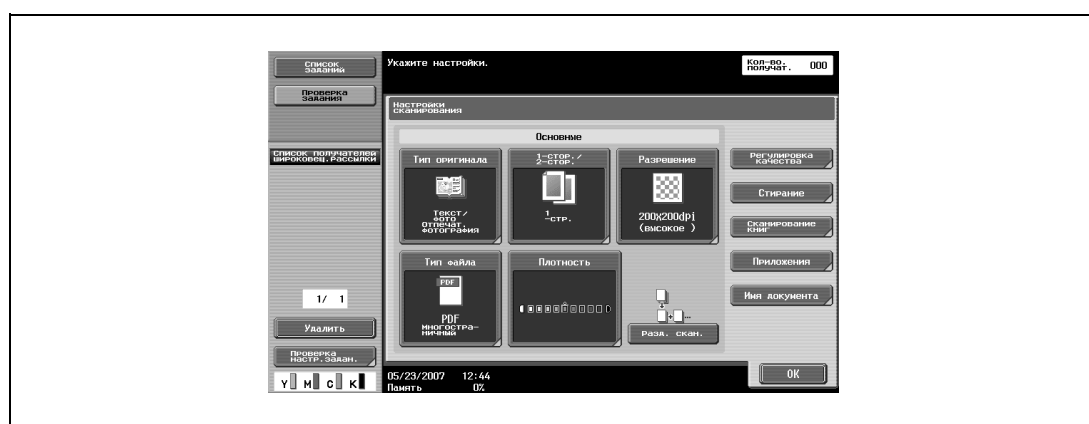 Список
заданий
Укажите настройки.
Кол-во.
получат. 000
Проверка
задания
Настройки
сканирования
Список получателей
широковец.рассылки
Основные
Тип оригинала
Текст/
Фото
Отпечат.
фотография
1-стор./
2-стор.
1
-стр.
Разрешение
200X200dpi
(высокое )
Регулировка
качества
Стирание
Сканирование
книг
Приложения
Имя документа
Тип файла
PDF
PDF
многостра-
ничный
Плотность
Разд. скан.
1/ 1
Удалить
Проверка
настр.задан.
Y M C K
05/23/2007 12:44
Память 0%
OK